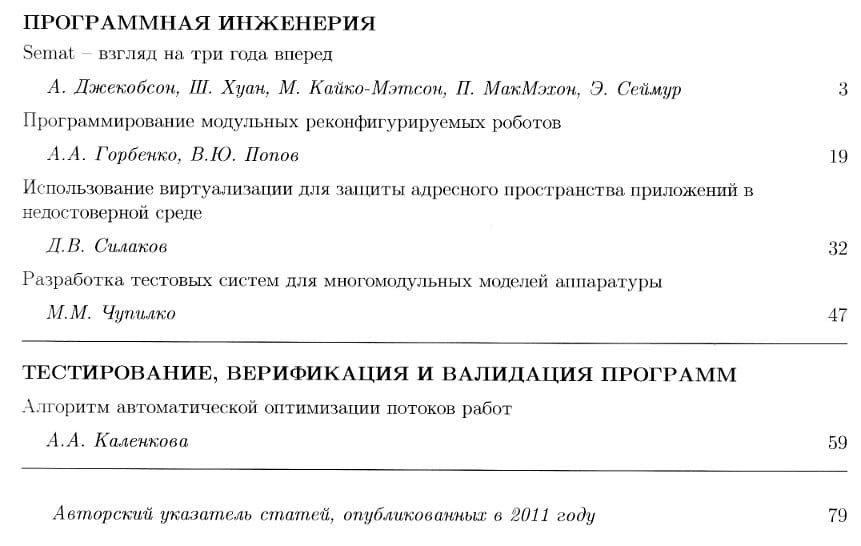 ПРОГРАММНАЯ ИНЖЕНЕРИЯ
Semat – взгляд на три года вперед
А. Джекобсон, Ш. Хуан, М. Кайко-Мэтсон, П. МакМэхон, Э. Сеймур 3
Программирование модульных реконфигурируемых роботов
А.А. Горбенко, В.Ю. Попов 19
Использование виртуализации для защиты адресного пространства приложений в
недостоверной среде
Д.В. Силаков 32
Разработка тестовых систем для многомодульных моделей аппаратуры
М.М. Чупилко 47
ТЕСТИРОВАНИЕ, ВЕРИФИКАЦИЯ И ВАЛИДАЦИЯ ПРОГРАММ
Алгоритм автоматической оптимизации потоков работ
А.А. Каленкова 59
Авторский указатель статей, опубликованных в 2011 году 79